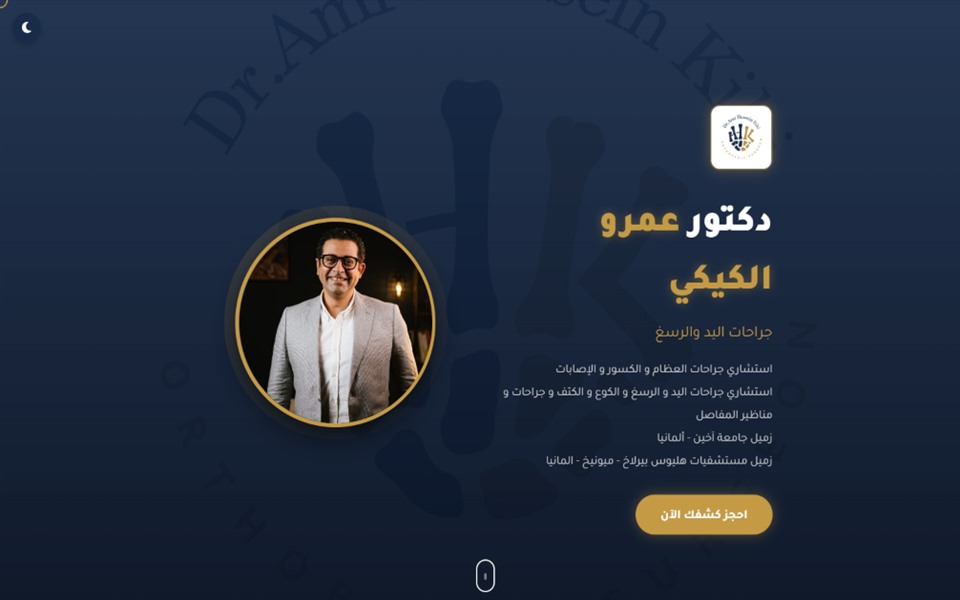 دكتور عمرو
الكيكي
جراحات اليد والرسغ
استشاري جراحات العظام و الكسور و الإصابات
استشاري جراحات اليد و الرسغ و الكوع و الكتف و جراحات و
مناظير المفاصل
زميل جامعة آخين - ألمانيا
زميل مستشفيات هليوس بيرلاخ - ميونيخ - المانيا
احجز كشفك الآن